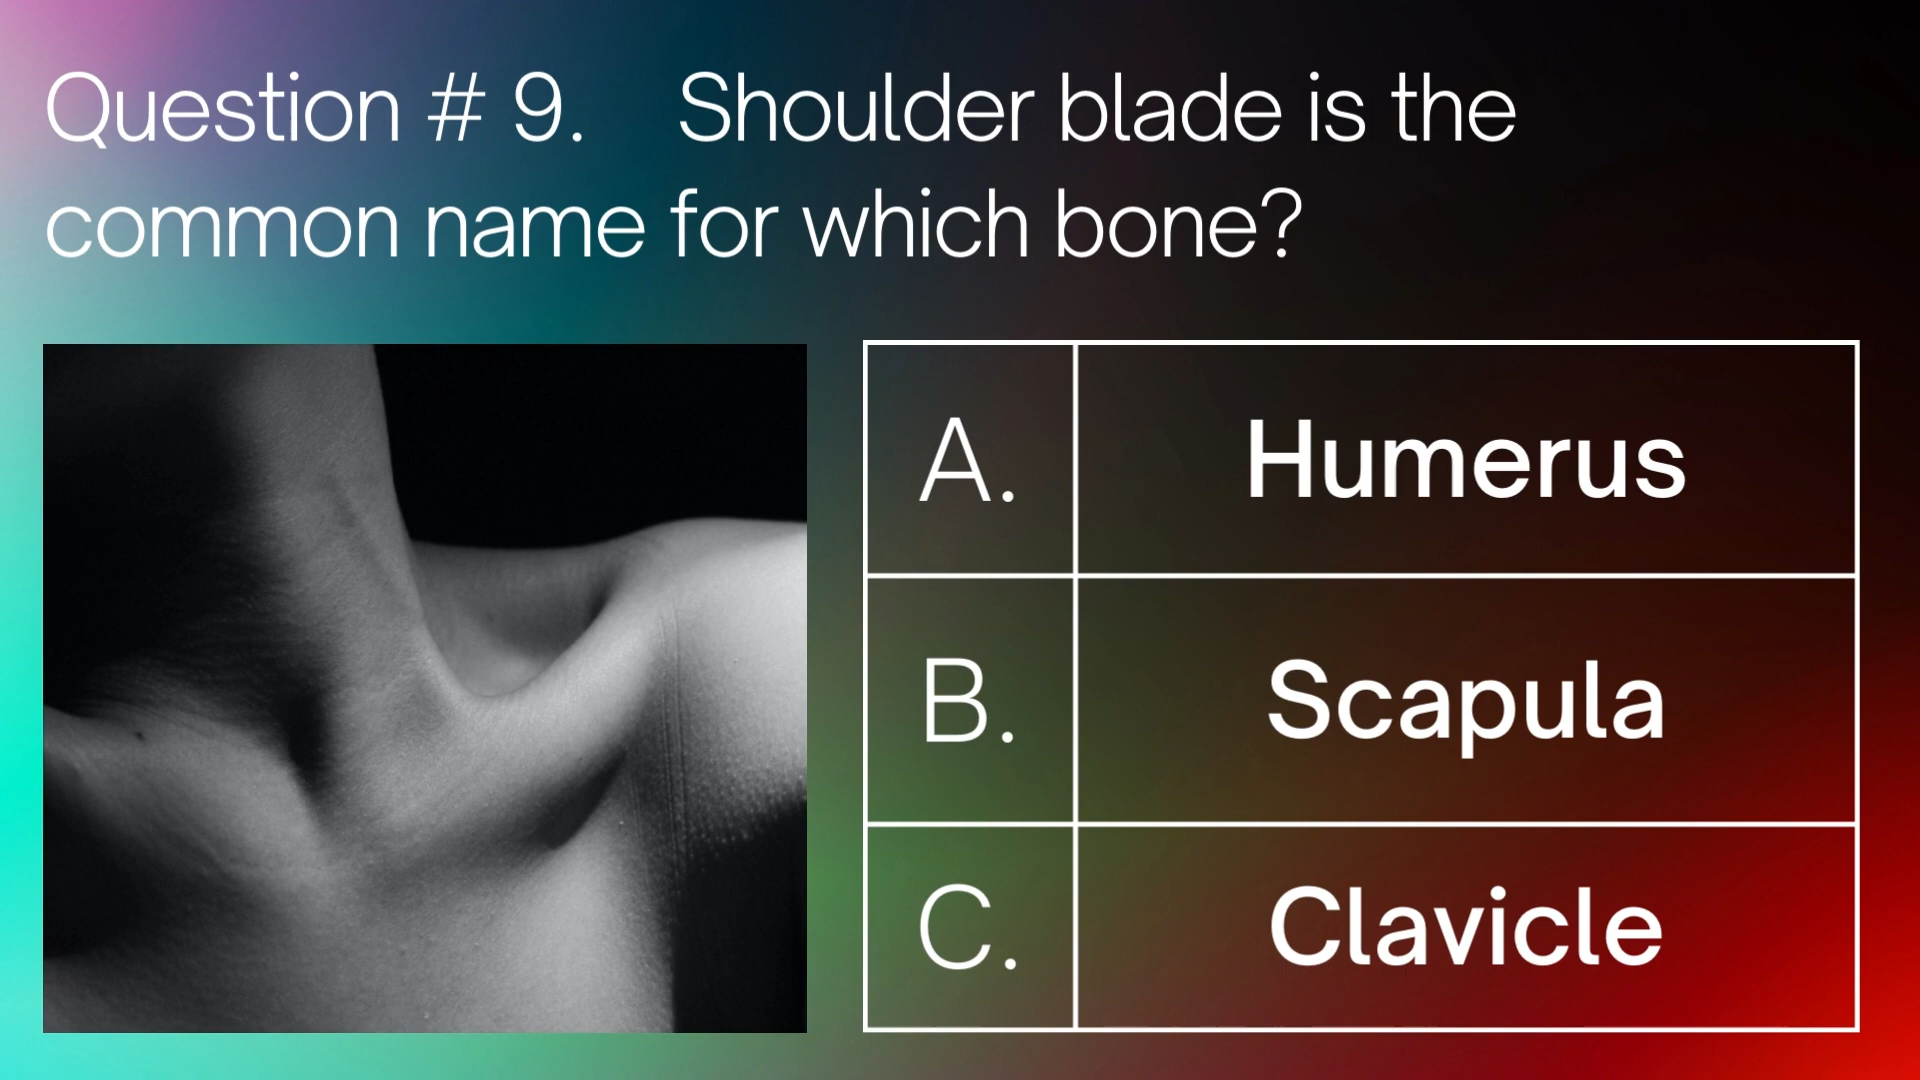 Question # 9. Shoulder blade is the
common name for which bone?
A. Humerus
B. Scapula
C. Clavicle